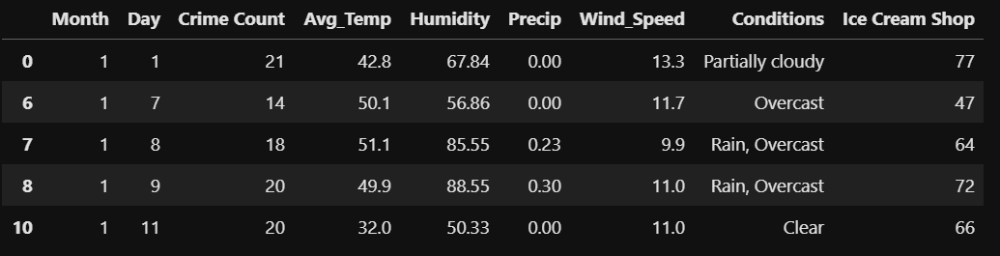 Month Day Crime Count Avg_Temp Humidity Precip Wind_Speed Conditions Ice Cream Shop
0 1 1 21 42.8 67.84 0.00 13.3 Partially cloudy 77
6 1 7 14 50.1 56.86 0.00 11.7 Overcast 47
7 1 8 18 51.1 85.55 0.23 9.9 Rain, Overcast 64
8 1 9 20 49.9 88.55 0.30 11.0 Rain, Overcast 72
10 1 11 20 32.0 50.33 0.00 11.0 Clear 66